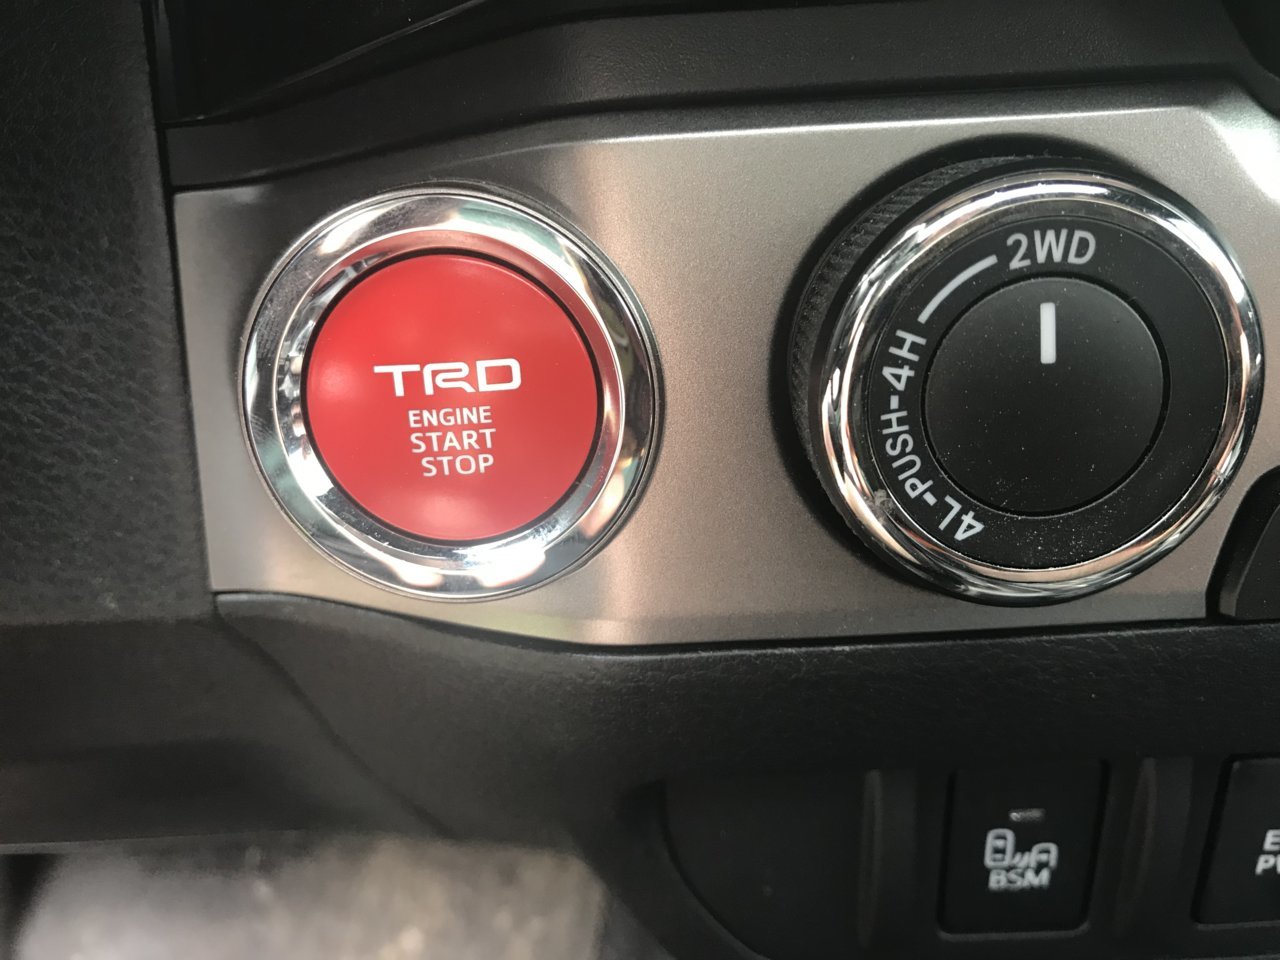 TRD
ENGINE
START
STOP
2WD
4L-PUSH-4H
BSM